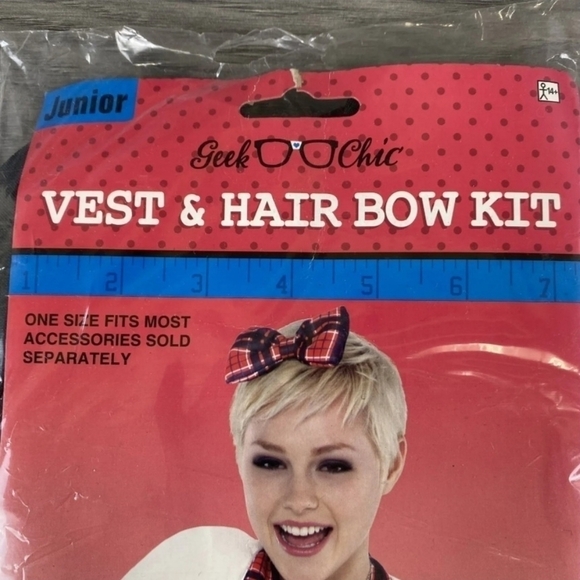 Junior
14+
Geek Chic
VEST & HAIR BOW KIT
1 2 3 4 5 6 7
ONE SIZE FITS MOST
ACCESSORIES SOLD
SEPARATELY